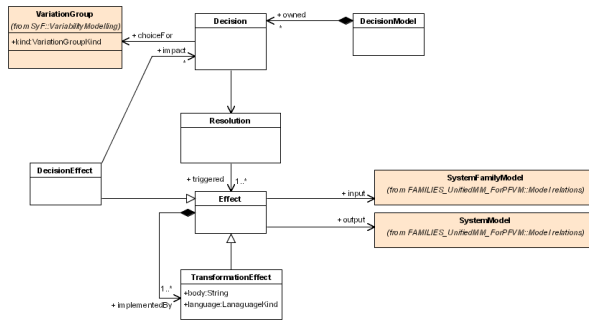 VariationGroup
(from SyF::VariabilityModelling)
+kind:VariationGroupKind
Decision
+ owned
*
DecisionModel
+ choiceFor
+ impact
*
Resolution
DecisionEffect
+ triggered
1..*
Effect
+ input
SystemFamilyModel
(from FAMILIES_UnifiedMM_ForPFVM::Model relations)
+ output
SystemModel
(from FAMILIES_UnifiedMM_ForPFVM::Model relations)
1..*
+ implementedBy
TransformationEffect
+body:String
+language:LanaguageKind